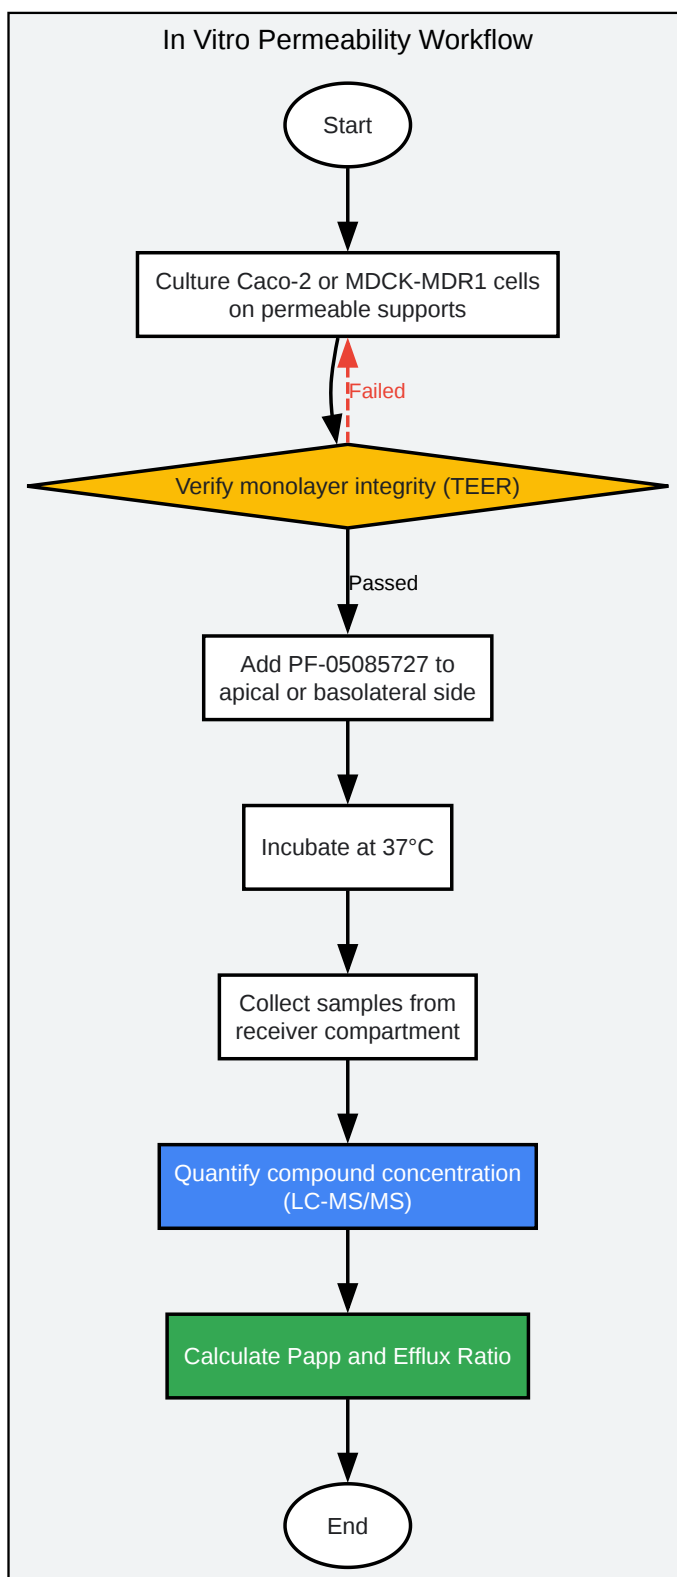 In Vitro Permeability Workflow
Start
Culture Caco-2 or MDCK-MDR1 cells
on permeable supports
Failed
Verify monolayer integrity (TEER)
Passed
Add PF-05085727 to
apical or basolateral side
Incubate at 37°C
Collect samples from
receiver compartment
Quantify compound concentration
(LC-MS/MS)
Calculate Papp and Efflux Ratio
End